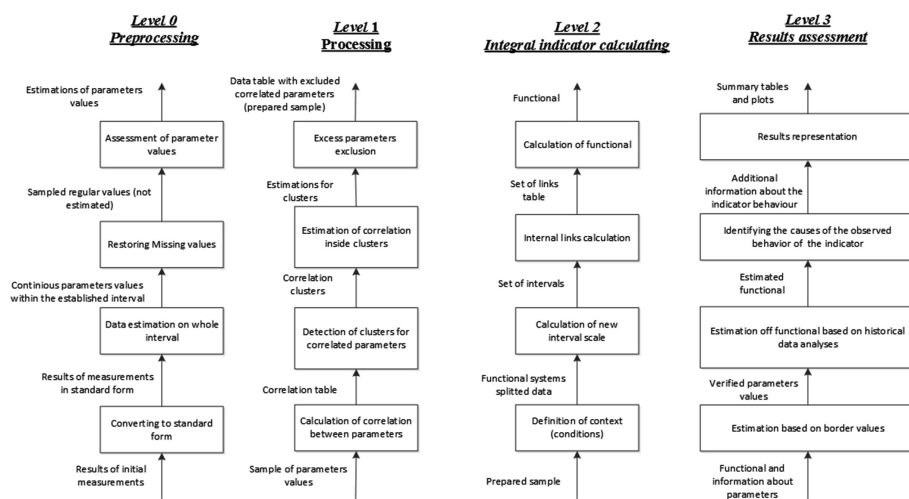 Level 0
Preprocessing
Estimations of parameters
values
Assessment of parameter
values
Sampled regular values (not
estimated)
Restoring Missing values
Continious parameters values
within the established interval
Data estimation on whole
interval
Results of measurements
in standard form
Converting to standard
form
Results of initial
measurements
Level 1
Processing
Data table with excluded
correlated parameters
(prepared sample)
Excess parameters
exclusion
Estimations for
clusters
Estimation of correlation
inside clusters
Correlation
clusters
Detection of clusters for
correlated parameters
Correlation table
Calculation of correlation
between parameters
Sample of parameters
values
Level 2
Integral indicator calculating
Functional
Calculation of functional
Set of links
table
Internal links calculation
Set of intervals
Calculation of new
interval scale
Functional systems
splitted data
Definition of context
(conditions)
Prepared sample
Level 3
Results assessment
Summary tables
and plots
Results representation
Additional
information about the
indicator behaviour
Identifying the causes of the observed
behavior of the indicator
Estimated
functional
Estimation off functional based on historical
data analyses
Verified parameters
values
Estimation based on border values
Functional and
information about
parameters